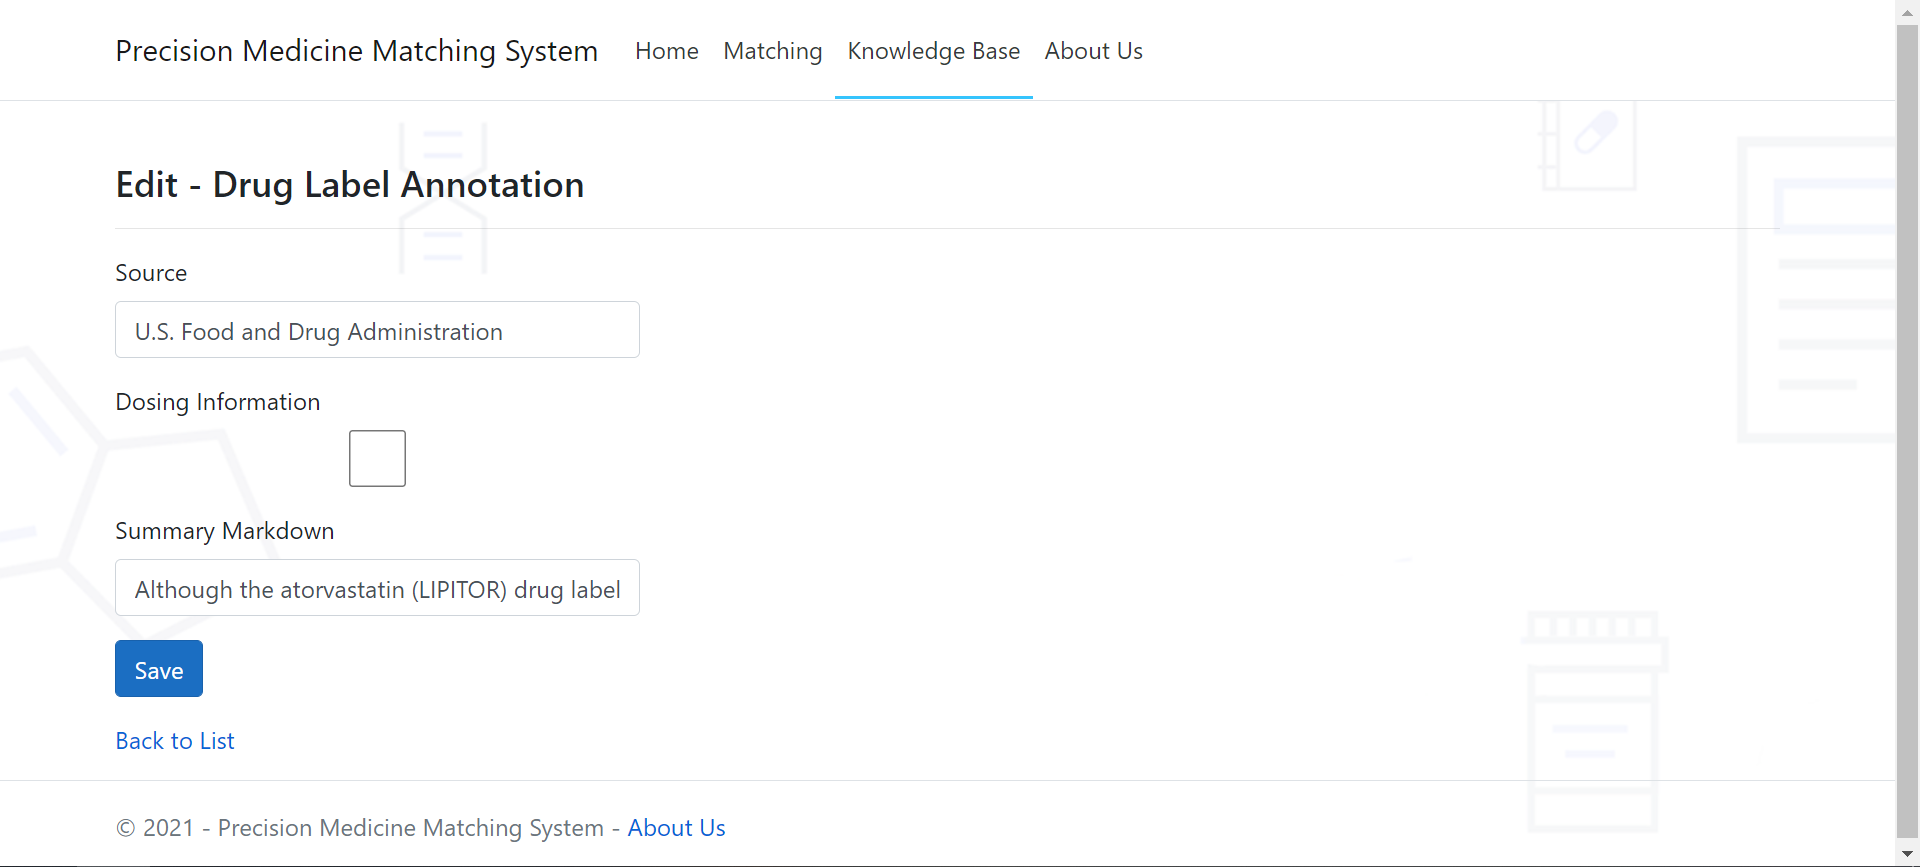 Precision Medicine Matching System Home Matching Knowledge Base About Us
Edit - Drug Label Annotation
Source
U.S. Food and Drug Administration
Dosing Information
Summary Markdown
Although the atorvastatin (LIPITOR) drug label
Save
Back to List
© 2021 - Precision Medicine Matching System - About Us